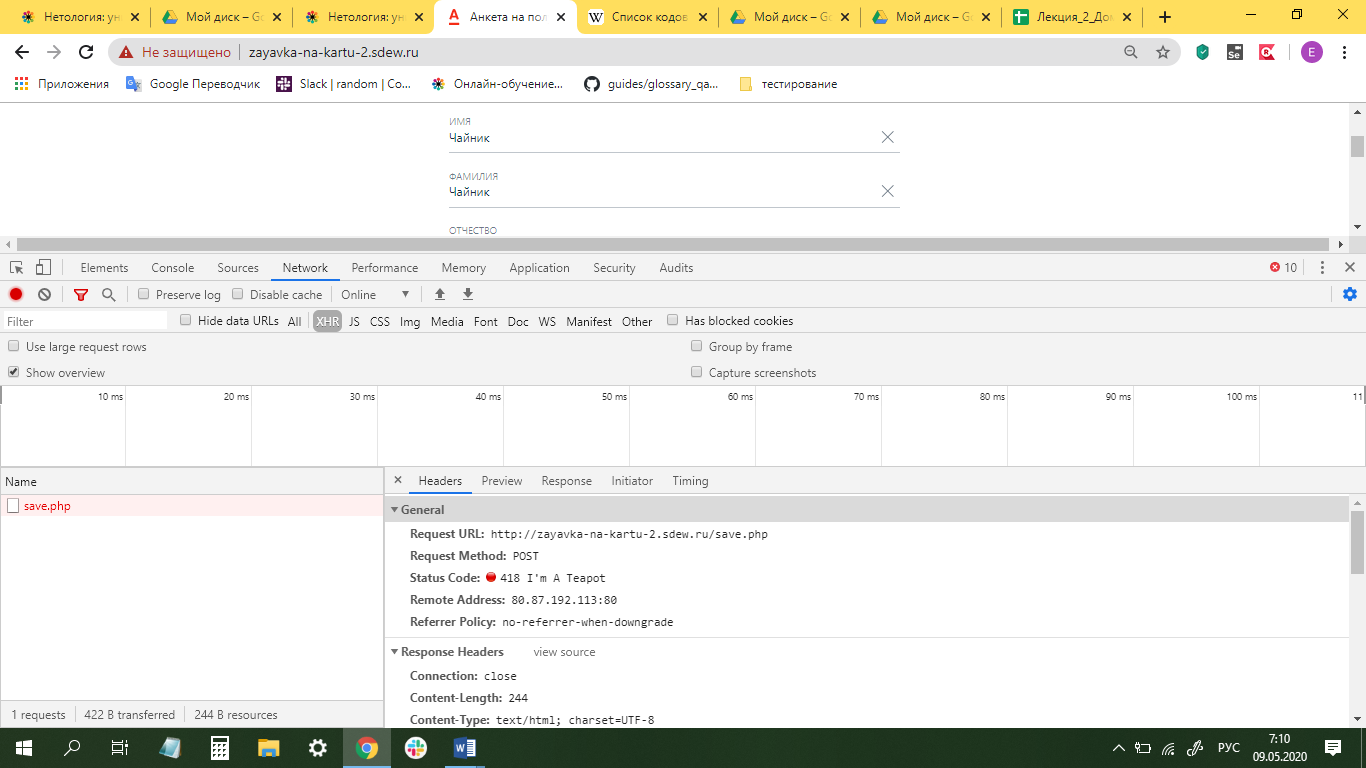 Нетология: ун Мой диск – Go Нетология: ун Анкета на пол Список кодов Мой диск – Go Мой диск – Go Лекция_2_Дом
Не защищено zayavka-na-kartu-2.sdew.ru
Приложения Google Переводчик Slack | random | Co... Онлайн-обучение... guides/glossary_qa... тестирование
ИМЯ
Чайник
ФАМИЛИЯ
Чайник
ОТЧЕСТВО
Elements Console Sources Network Performance Memory Application Security Audits 10
Preserve log Disable cache Online
Filter Hide data URLs All XHR JS CSS Img Media Font Doc WS Manifest Other Has blocked cookies
Use large request rows Group by frame
Show overview Capture screenshots
10 ms 20 ms 30 ms 40 ms 50 ms 60 ms 70 ms 80 ms 90 ms 100 ms 11
Name
save.php
Headers Preview Response Initiator Timing
General
Request URL: http://zayavka-na-kartu-2.sdew.ru/save.php
Request Method: POST
Status Code: 418 I'm A Teapot
Remote Address: 80.87.192.113:80
Referrer Policy: no-referrer-when-downgrade
Response Headers view source
Connection: close
Content-Length: 244
Content-Type: text/html; charset=UTF-8
1 requests 422 B transferred 244 B resources
РУС 7:10
09.05.2020